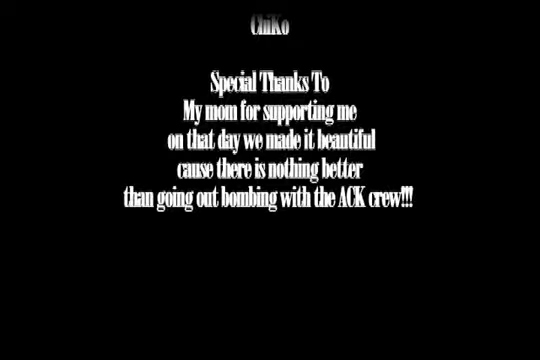 ChiKo
Special Thanks To
My mom for supporting me
on that day we made it beautiful
cause there is nothing better
than going out bombing with the ACK crew!!!